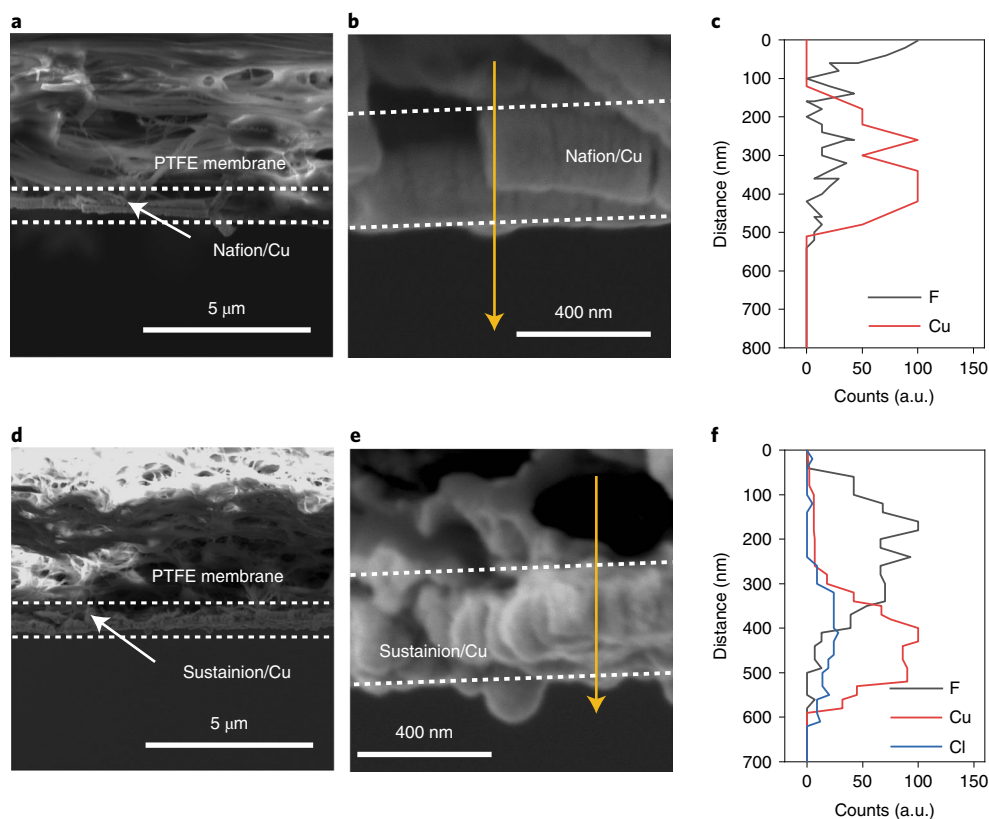 a
PTFE membrane
Nafion/Cu
5 μm
b
Nafion/Cu
400 nm
c
0
100
200
300
400
500
600
700
800
Distance (nm)
F
Cu
0
50
100
150
Counts (a.u.)
d
PTFE membrane
Sustainion/Cu
5 μm
e
Sustainion/Cu
400 nm
f
0
100
200
300
400
500
600
700
Distance (nm)
F
Cu
Cl
0
50
100
150
Counts (a.u.)